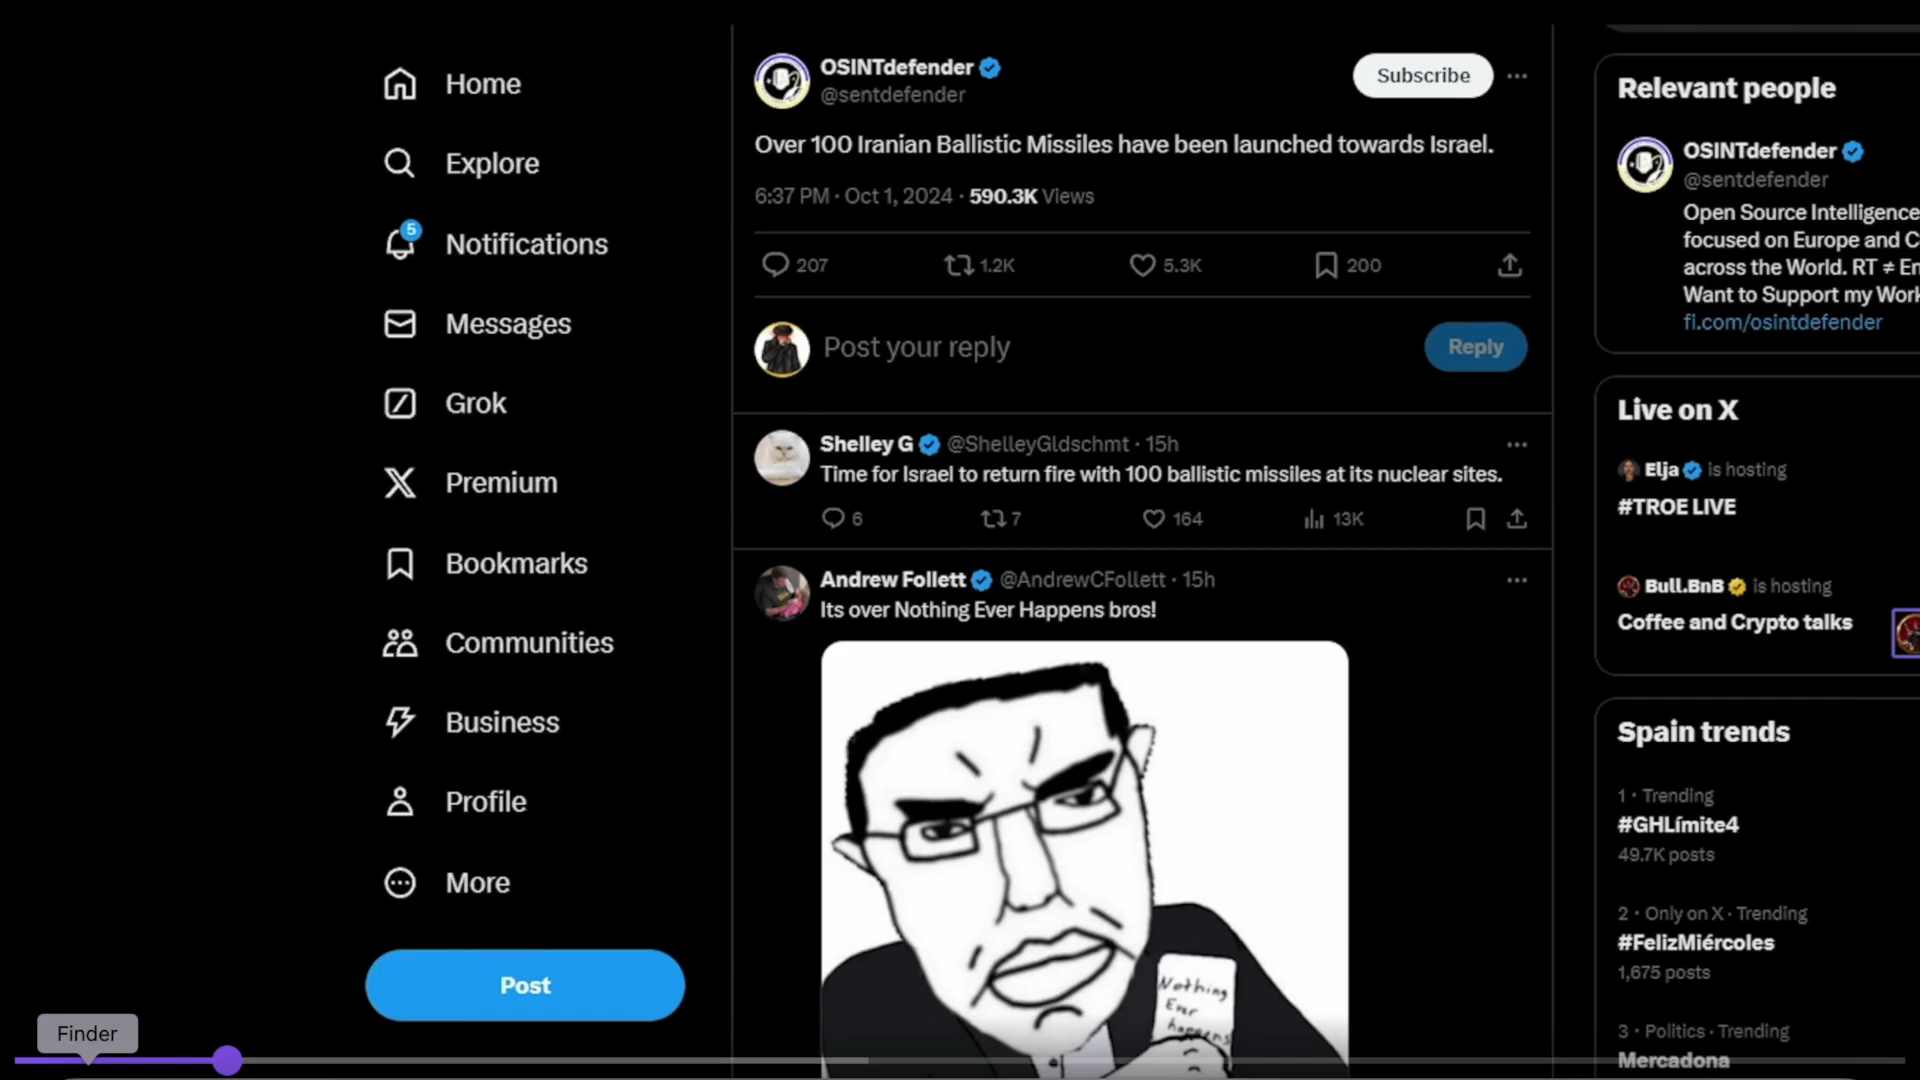 Home
Explore
5
Notifications
Messages
Grok
Premium
Bookmarks
Communities
Business
Profile
More
Post
Finder
OSINTdefender
@sentdefender
Subscribe
Over 100 Iranian Ballistic Missiles have been launched towards Israel.
6:37 PM · Oct 1, 2024 · 590.3K Views
207 1.2K 5.3K 200
Post your reply
Reply
Shelley G @ShelleyGldschmt · 15h
Time for Israel to return fire with 100 ballistic missiles at its nuclear sites.
6 7 164 13K
Andrew Follett @AndrewCFollett · 15h
Its over Nothing Ever Happens bros!
Nothing
Ever
happens
Relevant people
OSINTdefender
@sentdefender
Open Source Intelligence
focused on Europe and C
across the World. RT ≠ En
Want to Support my Work
fi.com/osintdefender
Live on X
Elja is hosting
#TROE LIVE
Bull.BnB is hosting
Coffee and Crypto talks
Spain trends
1 · Trending
#GHLímite4
49.7K posts
2 · Only on X · Trending
#FelizMiércoles
1,675 posts
3 · Politics · Trending
Mercadona